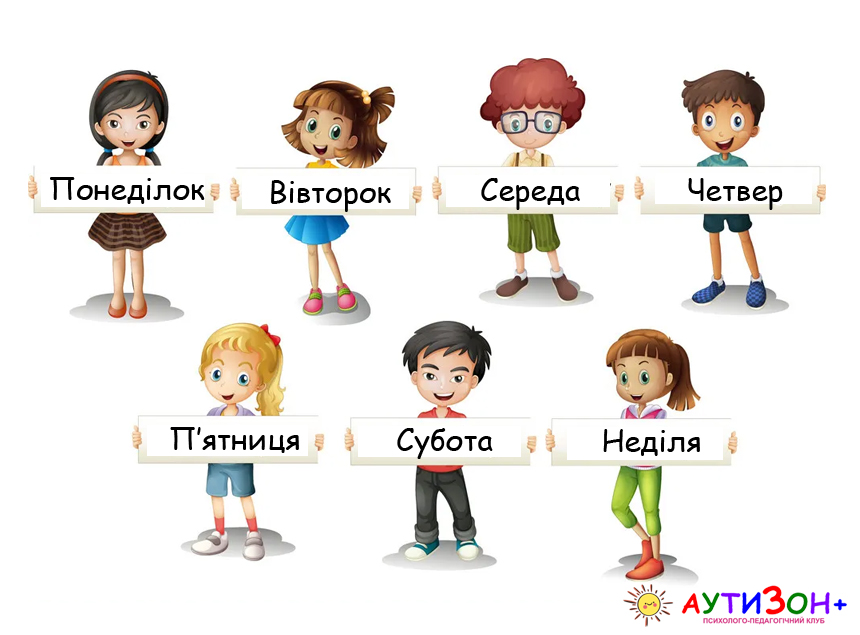 Понеділок
Вівторок
Середа
Четвер
П'ятниця
Субота
Неділя
АУТИЗОН+
ПСИХОЛОГО-ПЕДАГОГІЧНИЙ КЛУБ